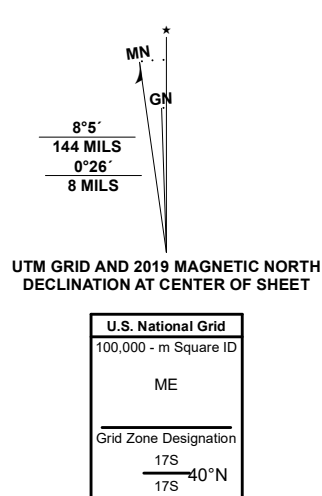 ★
MN
GN
8°5´
144 MILS
0°26´
8 MILS
UTM GRID AND 2019 MAGNETIC NORTH
DECLINATION AT CENTER OF SHEET
U.S. National Grid
100,000 - m Square ID
ME
Grid Zone Designation
17S
40°N
17S